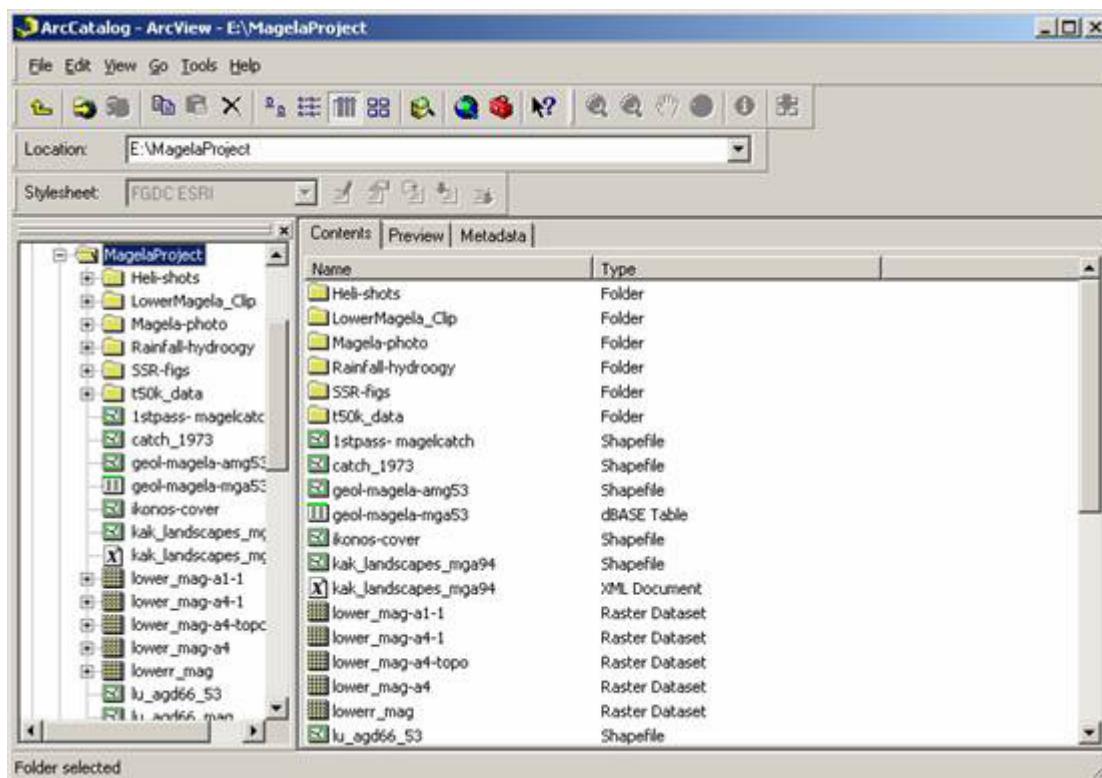 ArcCatalog - ArcView - E:\MagelaProject
File Edit View Go Tools Help
Location: E:\MagelaProject
Stylesheet: FGDC ESRI
MagelaProject
Heli-shots
LowerMagela_Clip
Magela-photo
Rainfall-hydroogy
SSR-figs
t50k_data
1stpass- magelcatc
catch_1973
geol-magela-amg53
geol-magela-mga53
ikonos-cover
kak_landscapes_mg
kak_landscapes_mg
lower_mag-a1-1
lower_mag-a4-1
lower_mag-a4-topc
lower_mag-a4
lowerr_mag
lu_agd66_53
lu_agd66_mag
Contents Preview Metadata
Name Type
Heli-shots Folder
LowerMagela_Clip Folder
Magela-photo Folder
Rainfall-hydroogy Folder
SSR-figs Folder
t50k_data Folder
1stpass- magelcatch Shapefile
catch_1973 Shapefile
geol-magela-amg53 Shapefile
geol-magela-mga53 dBASE Table
ikonos-cover Shapefile
kak_landscapes_mga94 Shapefile
kak_landscapes_mga94 XML Document
lower_mag-a1-1 Raster Dataset
lower_mag-a4-1 Raster Dataset
lower_mag-a4-topo Raster Dataset
lower_mag-a4 Raster Dataset
lowerr_mag Raster Dataset
lu_agd66_53 Shapefile
Folder selected